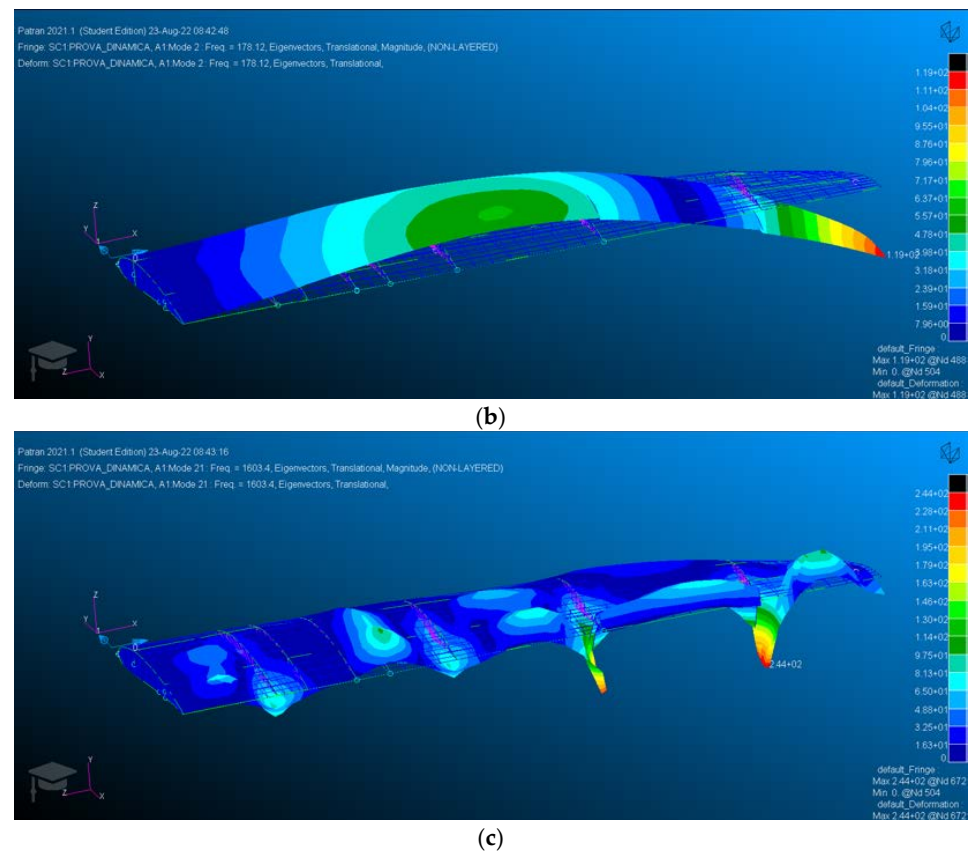 Patran 2021.1 (Student Edition) 23-Aug-22 08:42:48
Fringe: SC1:PROVA_DINAMICA, A1:Mode 2 : Freq. = 178.12, Eigenvectors, Translational, Magnitude, (NON-LAYERED)
Deform: SC1:PROVA_DINAMICA, A1:Mode 2 : Freq. = 178.12, Eigenvectors, Translational,
1.19+02
1.11+02
1.04+02
9.55+01
8.76+01
7.96+01
7.17+01
6.37+01
5.57+01
4.78+01
3.98+01
3.18+01
2.39+01
1.59+01
7.96+00
0.
1.19+02
Z
Y
X
Y
Z
X
default_Fringe :
Max 1.19+02 @Nd 488
Min 0. @Nd 504
default_Deformation :
Max 1.19+02 @Nd 488
(b)
Patran 2021.1 (Student Edition) 23-Aug-22 08:43:16
Fringe: SC1:PROVA_DINAMICA, A1:Mode 21 : Freq. = 1603.4, Eigenvectors, Translational, Magnitude, (NON-LAYERED)
Deform: SC1:PROVA_DINAMICA, A1:Mode 21 : Freq. = 1603.4, Eigenvectors, Translational,
2.44+02
2.28+02
2.11+02
1.95+02
1.79+02
1.63+02
1.46+02
1.30+02
1.14+02
9.75+01
8.13+01
6.50+01
4.88+01
3.25+01
1.63+01
0.
2.44+02
Z
Y
X
Y
Z
X
default_Fringe :
Max 2.44+02 @Nd 672
Min 0. @Nd 504
default_Deformation :
Max 2.44+02 @Nd 672
(c)